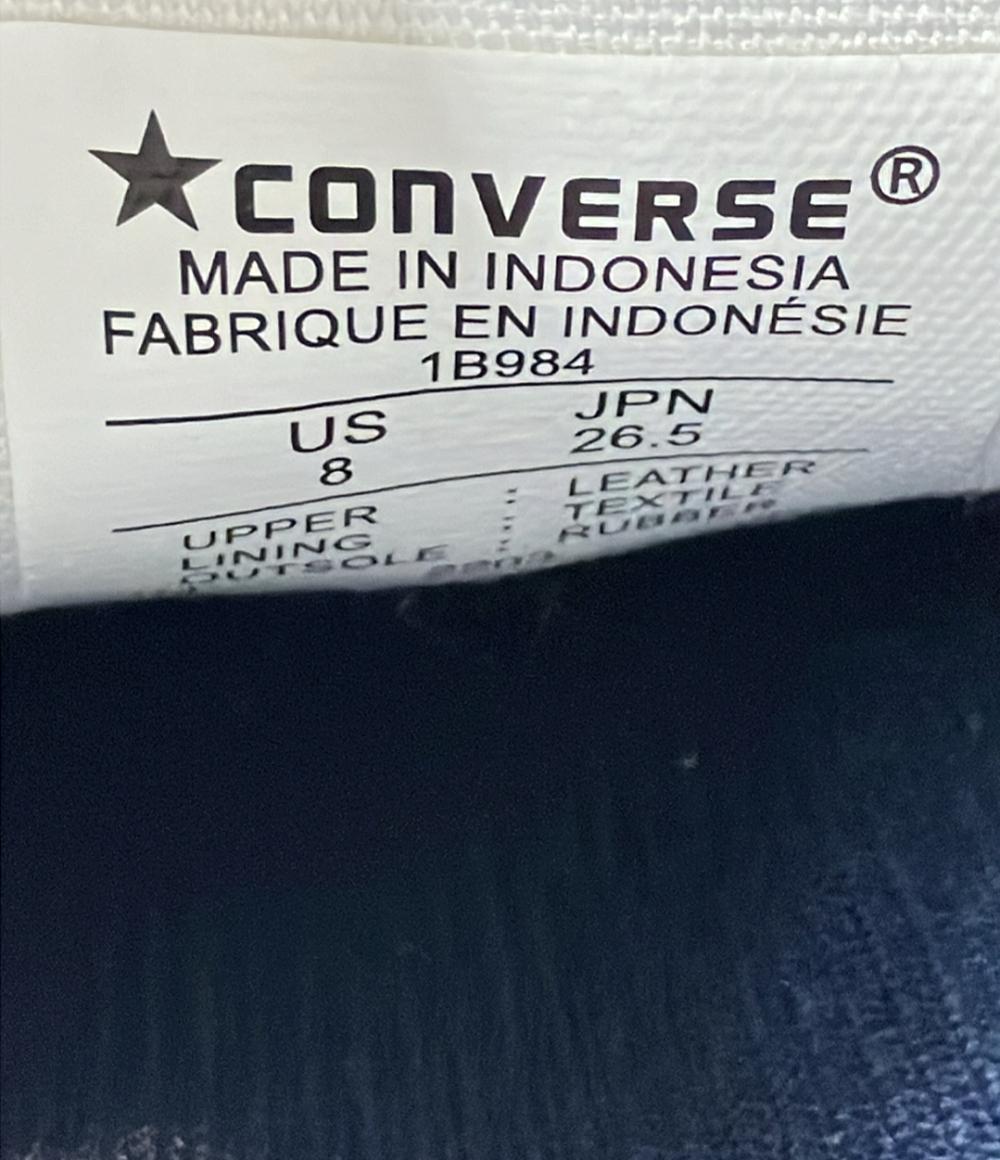 ★CONVERSE®
MADE IN INDONESIA
FABRIQUE EN INDONÉSIE
1B984
US JPN
8 26.5
UPPER : LEATHER
LINING : TEXTILE
OUTSOLE : RUBBER